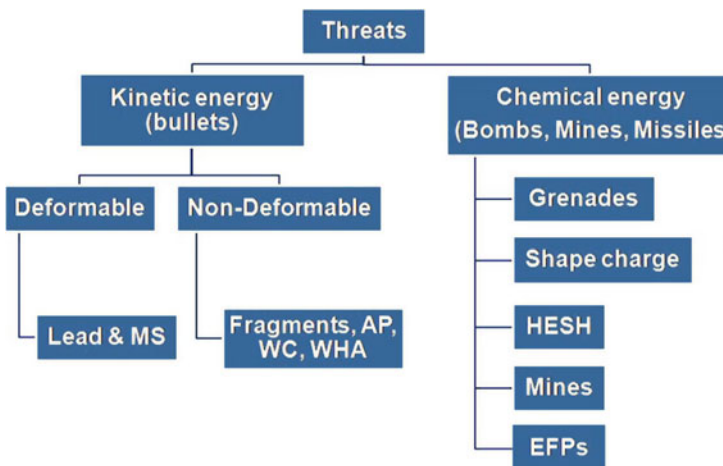 Threats
Kinetic energy
(bullets)
Chemical energy
(Bombs, Mines, Missiles
Deformable
Non-Deformable
Grenades
Shape charge
Lead & MS
Fragments, AP,
WC, WHA
HESH
Mines
EFPs